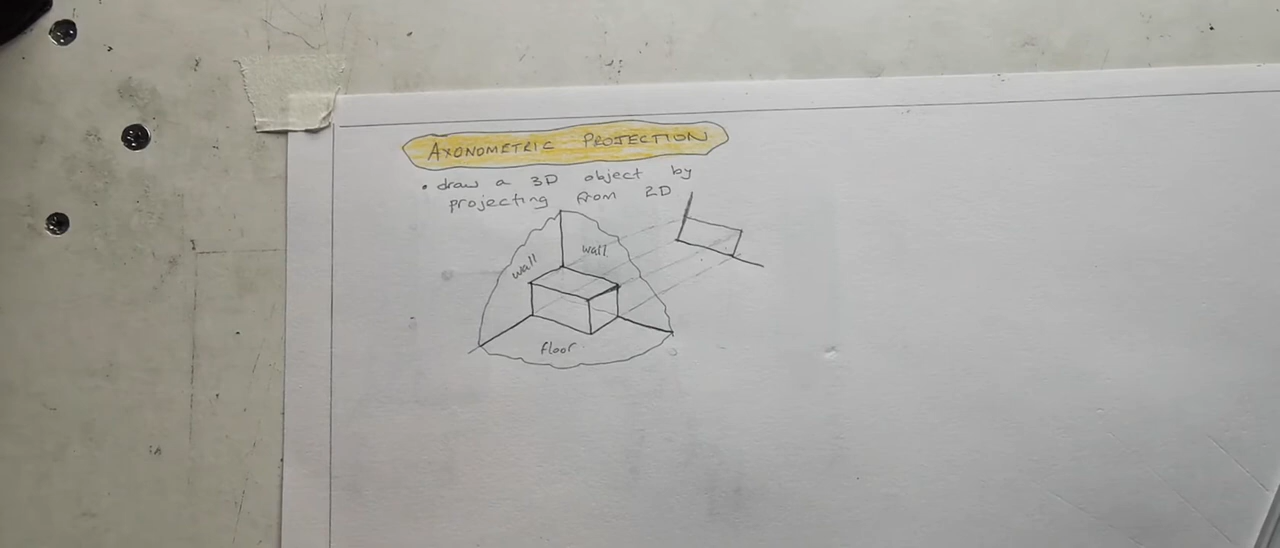 AXONOMETRIC PROJECTION
• draw a 3D object by
projecting from 2D
wall
wall
floor